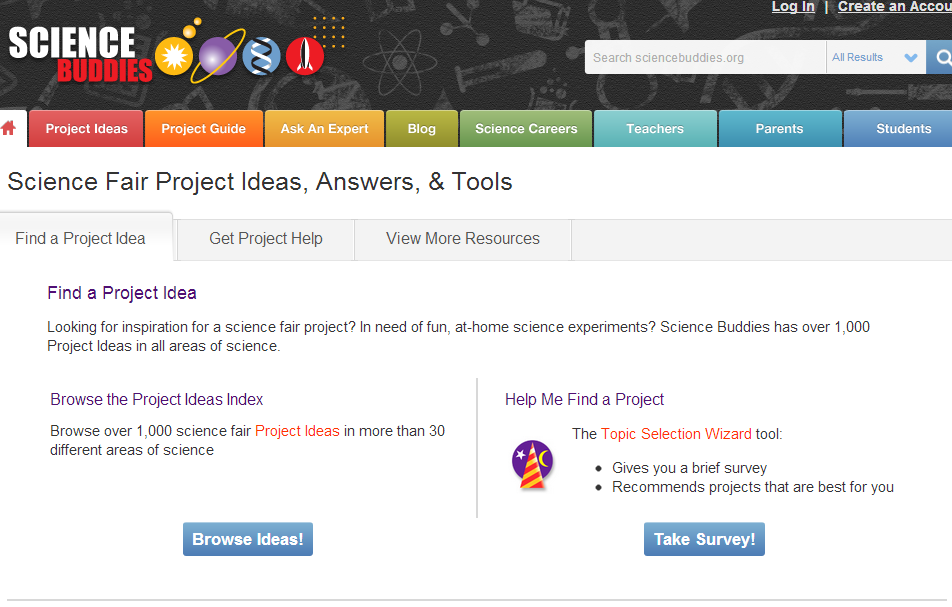 Log In | Create an Accou
SCIENCE
BUDDIES
Search sciencebuddies.org
All Results
Project Ideas
Project Guide
Ask An Expert
Blog
Science Careers
Teachers
Parents
Students
Science Fair Project Ideas, Answers, & Tools
Find a Project Idea
Get Project Help
View More Resources
Find a Project Idea
Looking for inspiration for a science fair project? In need of fun, at-home science experiments? Science Buddies has over 1,000
Project Ideas in all areas of science.
Browse the Project Ideas Index
Browse over 1,000 science fair Project Ideas in more than 30
different areas of science
Browse Ideas!
Help Me Find a Project
The Topic Selection Wizard tool:
• Gives you a brief survey
• Recommends projects that are best for you
Take Survey!